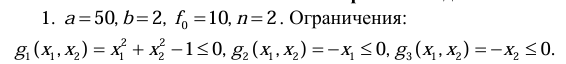 1. a=50, b=2, f₀=10, n=2. Ограничения:
g₁(x₁,x₂)=x₁²+x₂²−1≤0, g₂(x₁,x₂)=−x₁≤0, g₃(x₁,x₂)=−x₂≤0.